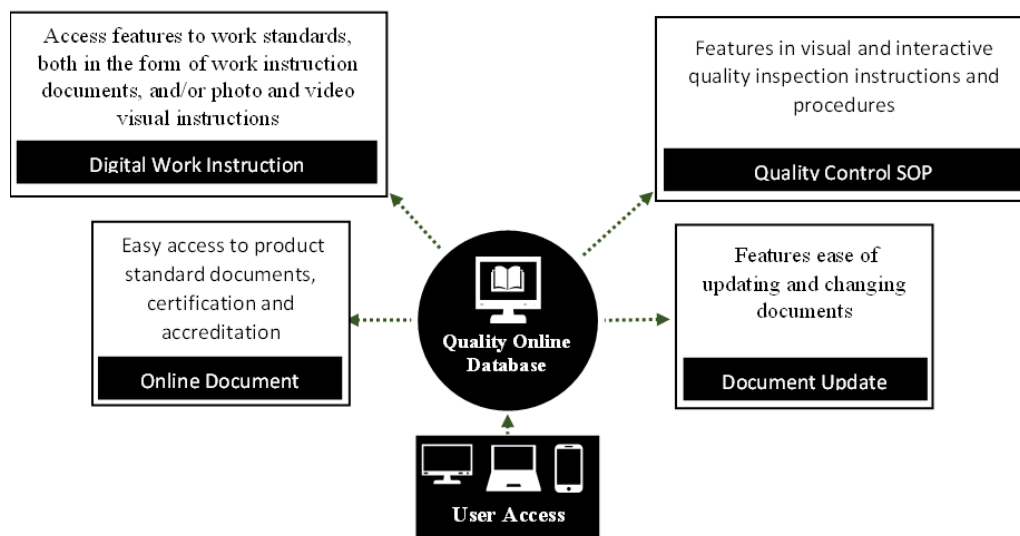 Access features to work standards,
both in the form of work instruction
documents, and/or photo and video
visual instructions
Digital Work Instruction
Features in visual and interactive
quality inspection instructions and
procedures
Quality Control SOP
Easy access to product
standard documents,
certification and
accreditation
Online Document
Quality Online
Database
Features ease of
updating and changing
documents
Document Update
User Access